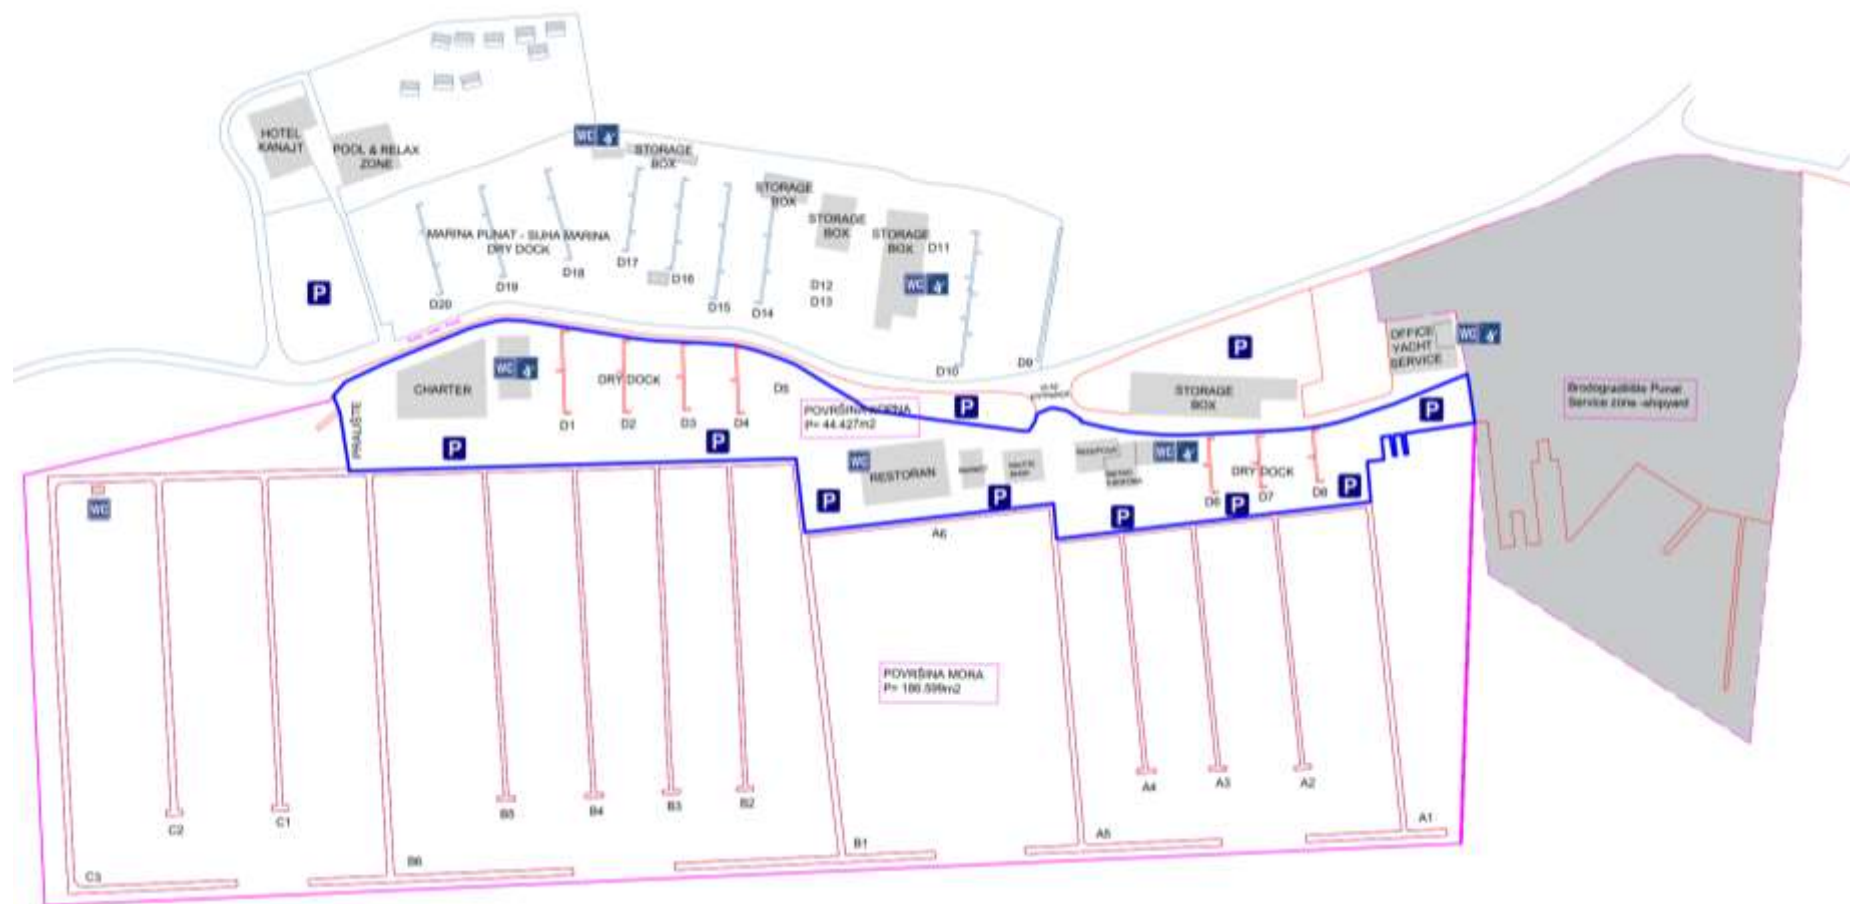 HOTEL
KANAJT
POOL & RELAX
ZONE
WC
STORAGE
BOX
STORAGE
BOX
STORAGE
BOX
STORAGE
BOX
D11
WC
MARINA PUNAT - SUHA MARINA
DRY DOCK
D20
D19
D18
D17
D16
D15
D14
D12
D13
D10
D9
P
P
OFFICE
YACHT
SERVICE
WC
CHARTER
WC
DRY DOCK
D1
D2
D3
D4
D5
PRALIŠTE
P
P
POVRŠINA KOPNA
P= 44.427m2
P
STORAGE
BOX
P
Brodogradilište Punat
Service zone -shipyard
WC
RESTORAN
WC
DRY DOCK
D6
D7
D8
P
P
P
P
P
A6
WC
POVRŠINA MORA
P= 186.599m2
C3
C2
C1
B6
B5
B4
B3
B2
B1
A5
A4
A3
A2
A1